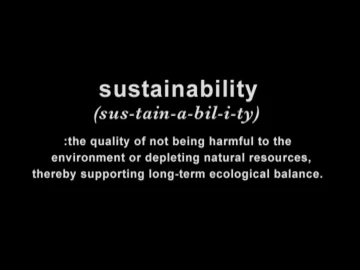 sustainability
(sus-tain-a-bil-i-ty)
:the quality of not being harmful to the
environment or depleting natural resources,
thereby supporting long-term ecological balance.